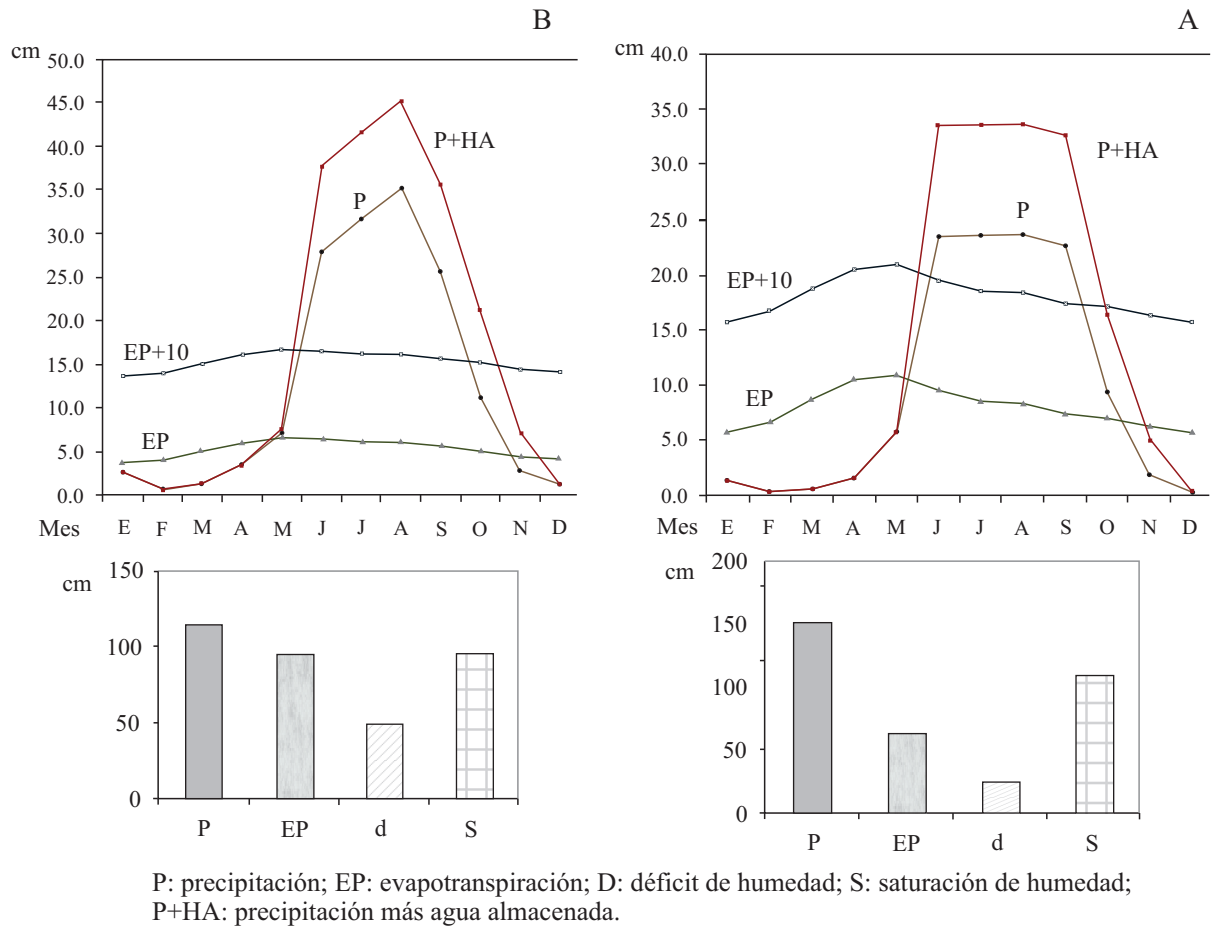 B
cm
50.0
45.0
40.0
35.0
30.0
25.0
20.0
15.0
10.0
5.0
0.0
P+HA
P
EP+10
EP
Mes E F M A M J J A S O N D
A
cm
40.0
35.0
30.0
25.0
20.0
15.0
10.0
5.0
0.0
P+HA
P
EP+10
EP
Mes E F M A M J J A S O N D
cm
150
100
50
0
P EP d S
cm
200
150
100
50
0
P EP d S
P: precipitación; EP: evapotranspiración; D: déficit de humedad; S: saturación de humedad;
P+HA: precipitación más agua almacenada.